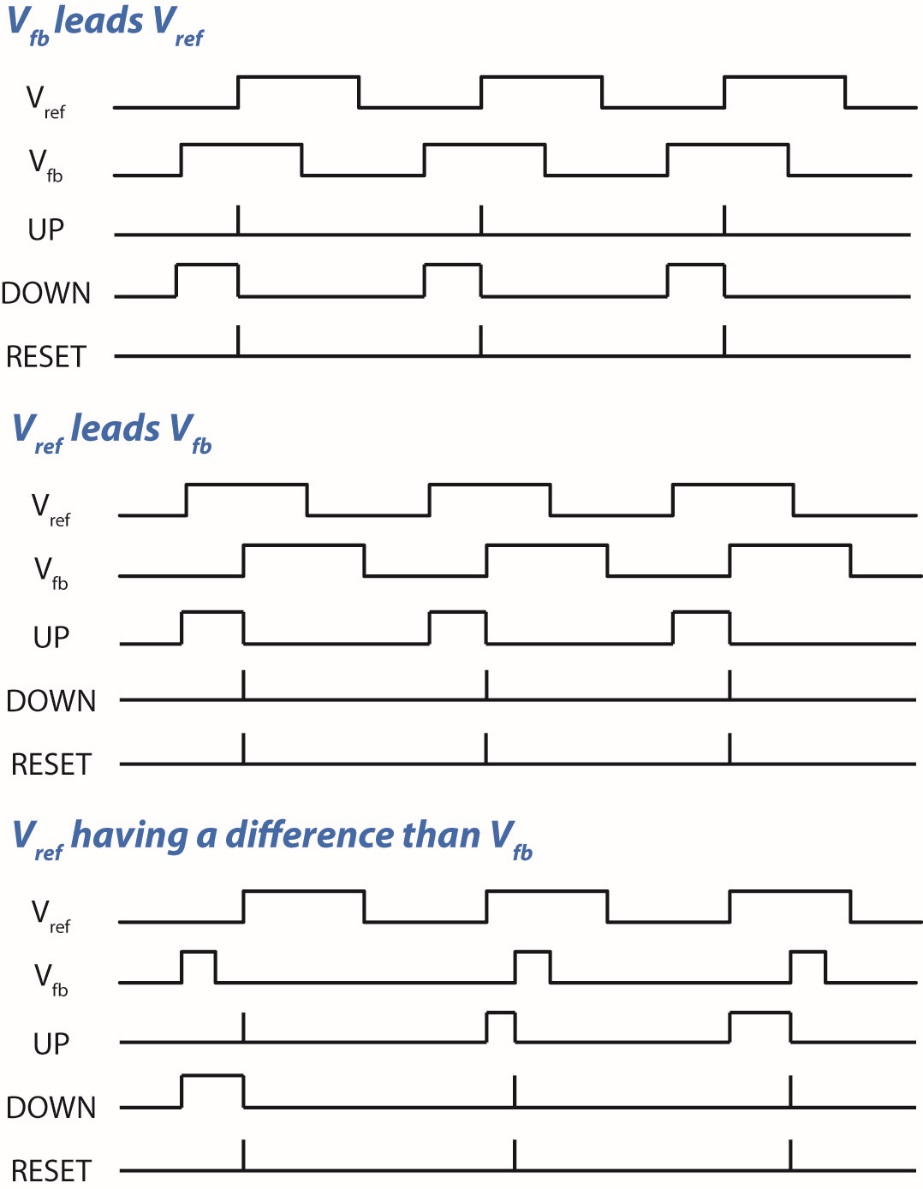 Vfb leads Vref
Vref
Vfb
UP
DOWN
RESET
Vref leads Vfb
Vref
Vfb
UP
DOWN
RESET
Vref having a difference than Vfb
Vref
Vfb
UP
DOWN
RESET